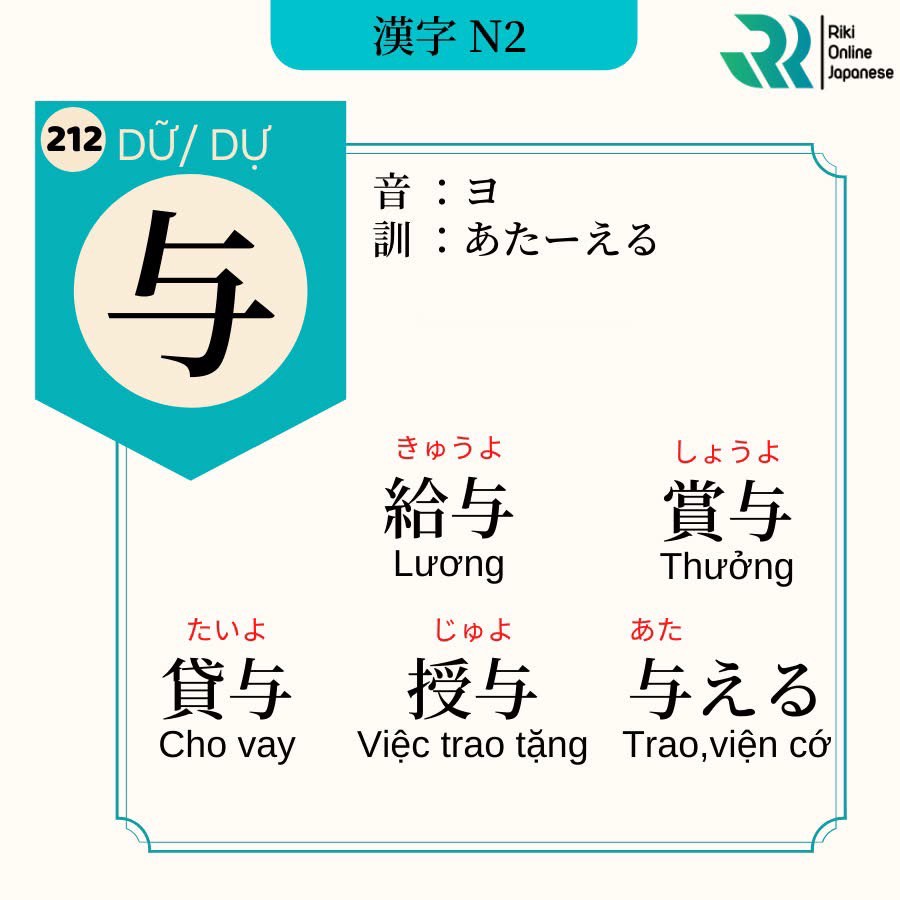 漢字 N2
Riki
Online
Japanese
212 DỮ/ DỰ
与
音 ：ヨ
訓 ：あたーえる
きゅうよ
給与
Lương
しょうよ
賞与
Thưởng
たいよ
貸与
Cho vay
じゅよ
授与
Việc trao tặng
あた
与える
Trao,viện cớ